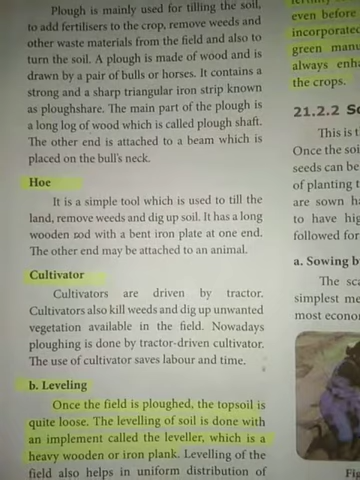 Plough is mainly used for tilling the soil,
to add fertilisers to the crop, remove weeds and
other waste materials from the field and also to
turn the soil. A plough is made of wood and is
drawn by a pair of bulls or horses. It contains a
strong and a sharp triangular iron strip known
as ploughshare. The main part of the plough is
a long log of wood which is called plough shaft.
The other end is attached to a beam which is
placed on the bull's neck.
Hoe
It is a simple tool which is used to till the
land, remove weeds and dig up soil. It has a long
wooden rod with a bent iron plate at one end.
The other end may be attached to an animal.
Cultivator
Cultivators are driven by tractor.
Cultivators also kill weeds and dig up unwanted
vegetation available in the field. Nowadays
ploughing is done by tractor-driven cultivator.
The use of cultivator saves labour and time.
b. Leveling
Once the field is ploughed, the topsoil is
quite loose. The levelling of soil is done with
an implement called the leveller, which is a
heavy wooden or iron plank. Levelling of the
field also helps in uniform distribution of
even before
incorporated
green manu
always enha
the crops.
21.2.2 So
This is t
Once the soi
seeds can be
of planting
are sown ha
to have hig
followed for
a. Sowing b
The sca
simplest me
most econo
Fig